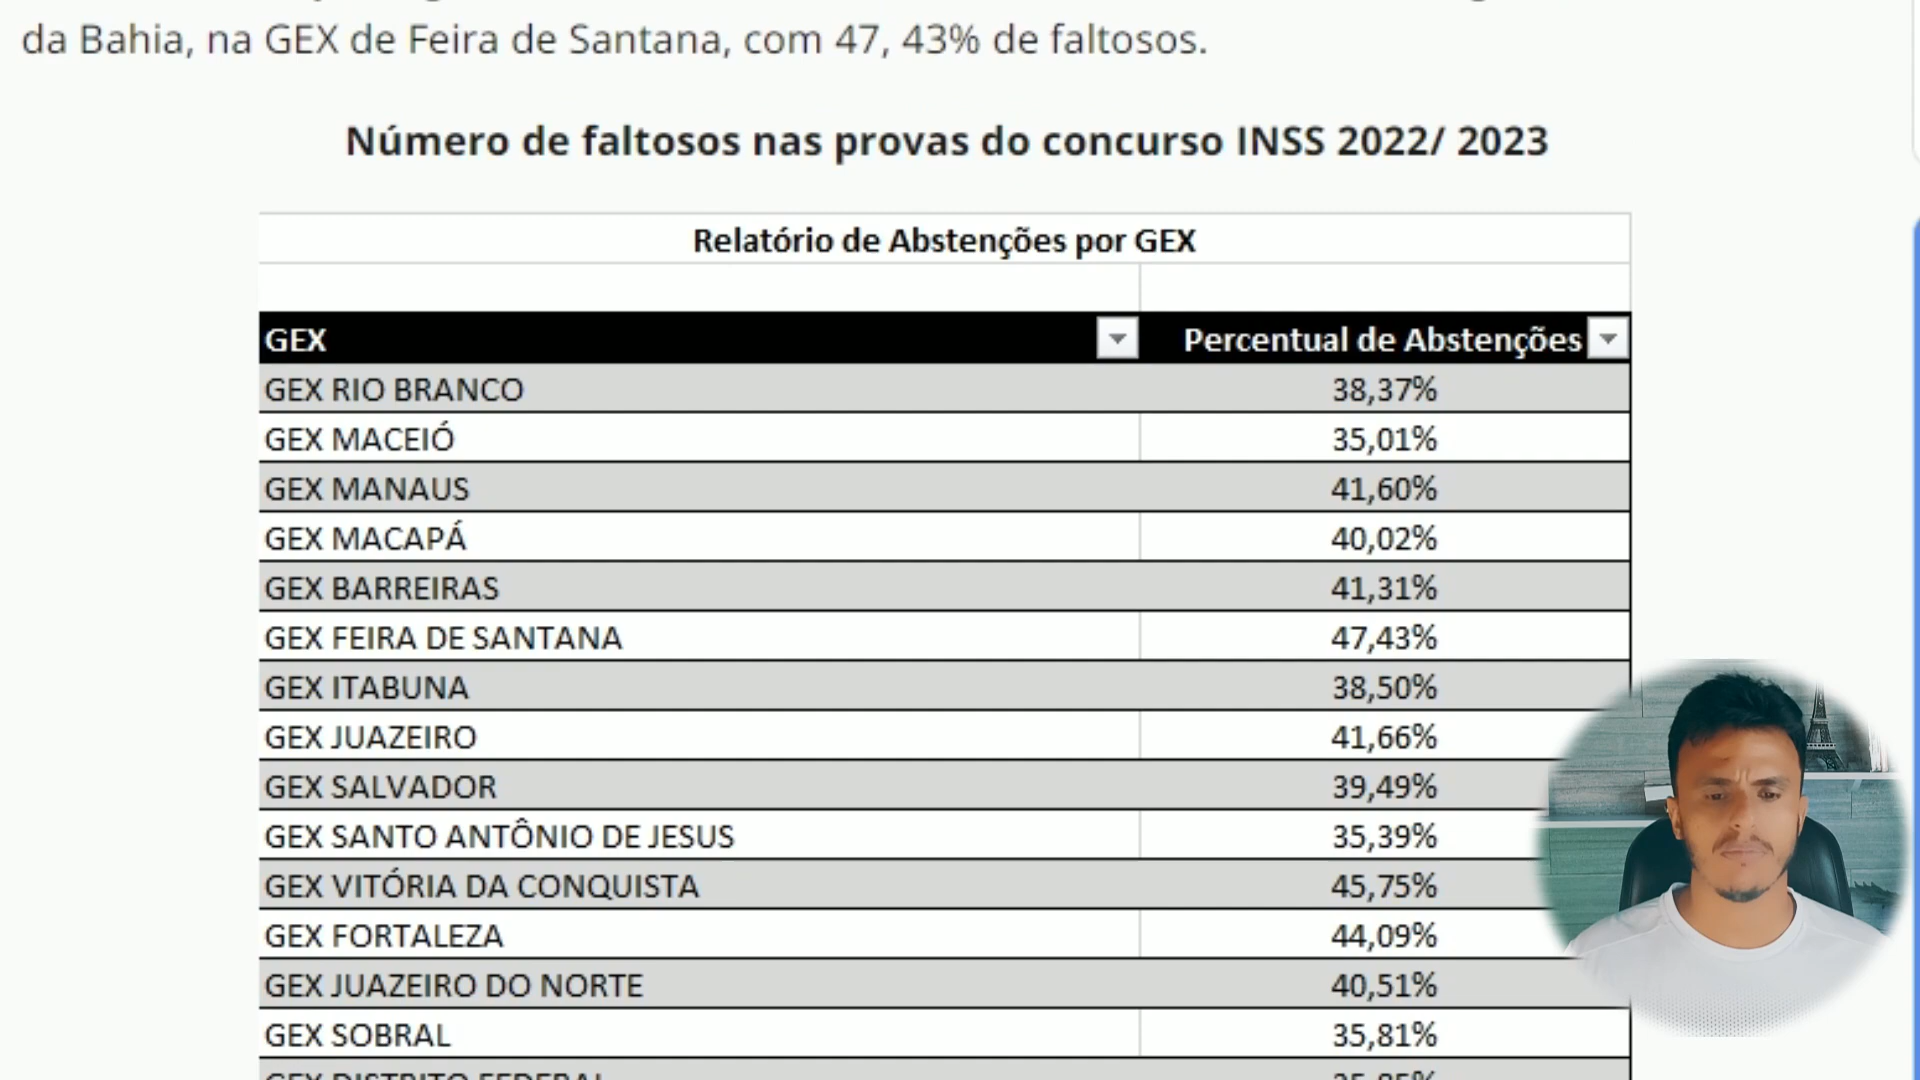 da Bahia, na GEX de Feira de Santana, com 47, 43% de faltosos.
Número de faltosos nas provas do concurso INSS 2022/ 2023
Relatório de Abstenções por GEX
GEX Percentual de Abstenções
GEX RIO BRANCO 38,37%
GEX MACEIÓ 35,01%
GEX MANAUS 41,60%
GEX MACAPÁ 40,02%
GEX BARREIRAS 41,31%
GEX FEIRA DE SANTANA 47,43%
GEX ITABUNA 38,50%
GEX JUAZEIRO 41,66%
GEX SALVADOR 39,49%
GEX SANTO ANTÔNIO DE JESUS 35,39%
GEX VITÓRIA DA CONQUISTA 45,75%
GEX FORTALEZA 44,09%
GEX JUAZEIRO DO NORTE 40,51%
GEX SOBRAL 35,81%
GEX DISTRITO FEDERAL